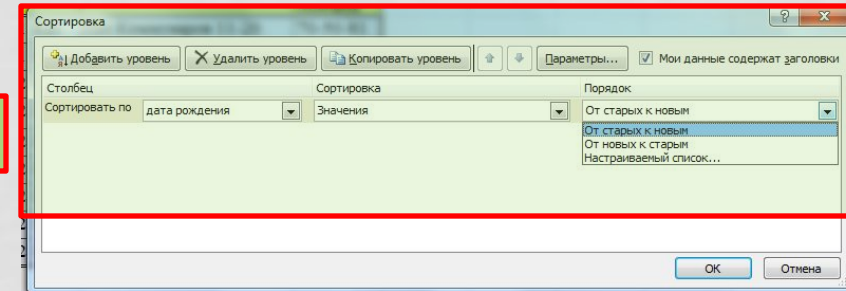 Сортировка
Добавить уровень Удалить уровень Копировать уровень Параметры... Мои данные содержат заголовки
Столбец Сортировка Порядок
Сортировать по дата рождения Значения От старых к новым
От старых к новым
От новых к старым
Настраиваемый список...
ОК Отмена